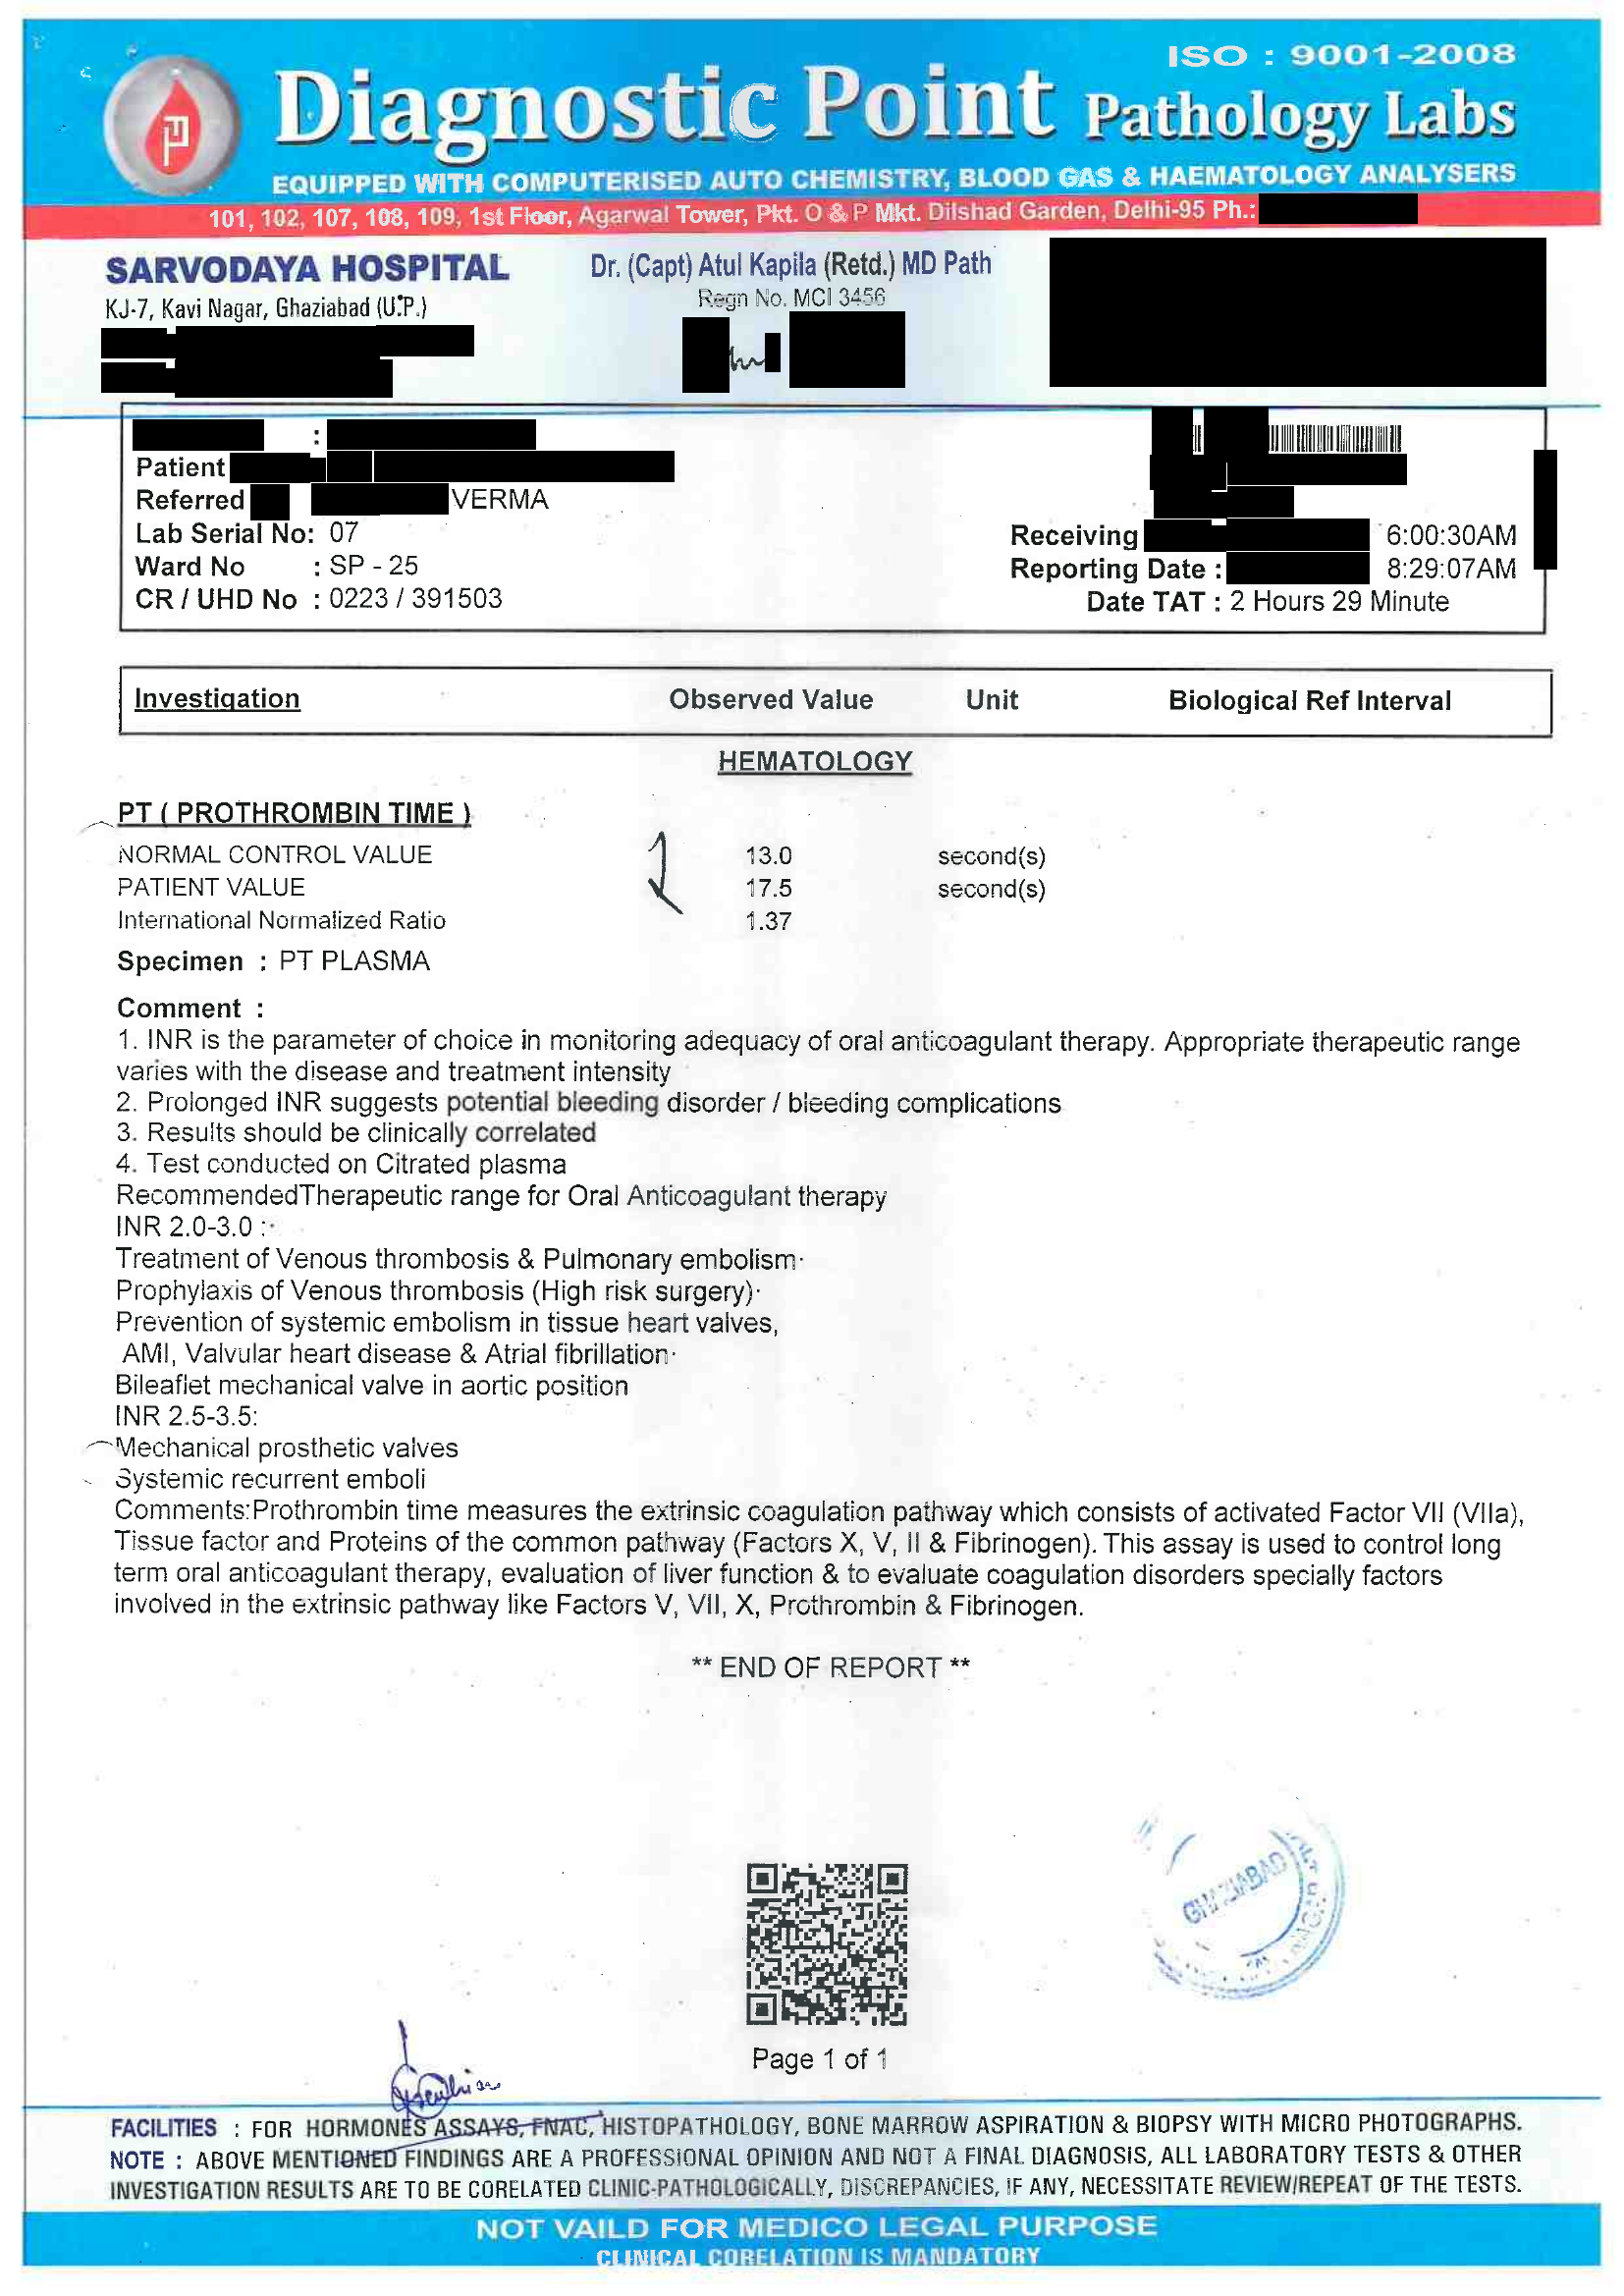 ISO : 9001-2008
Diagnostic Point Pathology Labs
EQUIPPED WITH COMPUTERISED AUTO CHEMISTRY, BLOOD GAS & HAEMATOLOGY ANALYSERS
101, 102, 107, 108, 109, 1st Floor, Agarwal Tower, Pkt. O & P Mkt. Dilshad Garden, Delhi-95 Ph.:
SARVODAYA HOSPITAL
KJ-7, Kavi Nagar, Ghaziabad (U.P.)
Dr. (Capt) Atul Kapila (Retd.) MD Path
Regn No. MCI 3456
:
Patient
Referred VERMA
Lab Serial No: 07
Ward No : SP - 25
CR / UHD No : 0223 / 391503
Receiving 6:00:30AM
Reporting Date : 8:29:07AM
Date TAT : 2 Hours 29 Minute
Investigation Observed Value Unit Biological Ref Interval
HEMATOLOGY
PT ( PROTHROMBIN TIME )
NORMAL CONTROL VALUE 13.0 second(s)
PATIENT VALUE 17.5 second(s)
International Normalized Ratio 1.37
Specimen : PT PLASMA
Comment :
1. INR is the parameter of choice in monitoring adequacy of oral anticoagulant therapy. Appropriate therapeutic range
varies with the disease and treatment intensity
2. Prolonged INR suggests potential bleeding disorder / bleeding complications
3. Results should be clinically correlated
4. Test conducted on Citrated plasma
RecommendedTherapeutic range for Oral Anticoagulant therapy
INR 2.0-3.0 :·
Treatment of Venous thrombosis & Pulmonary embolism·
Prophylaxis of Venous thrombosis (High risk surgery)·
Prevention of systemic embolism in tissue heart valves,
AMI, Valvular heart disease & Atrial fibrillation·
Bileaflet mechanical valve in aortic position
INR 2.5-3.5:
Mechanical prosthetic valves
Systemic recurrent emboli
Comments:Prothrombin time measures the extrinsic coagulation pathway which consists of activated Factor VII (VIIa),
Tissue factor and Proteins of the common pathway (Factors X, V, II & Fibrinogen). This assay is used to control long
term oral anticoagulant therapy, evaluation of liver function & to evaluate coagulation disorders specially factors
involved in the extrinsic pathway like Factors V, VII, X, Prothrombin & Fibrinogen.
** END OF REPORT **
GHAZIABAD
Page 1 of 1
FACILITIES : FOR HORMONES ASSAYS, FNAC, HISTOPATHOLOGY, BONE MARROW ASPIRATION & BIOPSY WITH MICRO PHOTOGRAPHS.
NOTE : ABOVE MENTIONED FINDINGS ARE A PROFESSIONAL OPINION AND NOT A FINAL DIAGNOSIS, ALL LABORATORY TESTS & OTHER
INVESTIGATION RESULTS ARE TO BE CORELATED CLINIC-PATHOLOGICALLY, DISCREPANCIES, IF ANY, NECESSITATE REVIEW/REPEAT OF THE TESTS.
NOT VAILD FOR MEDICO LEGAL PURPOSE
CLINICAL CORELATION IS MANDATORY